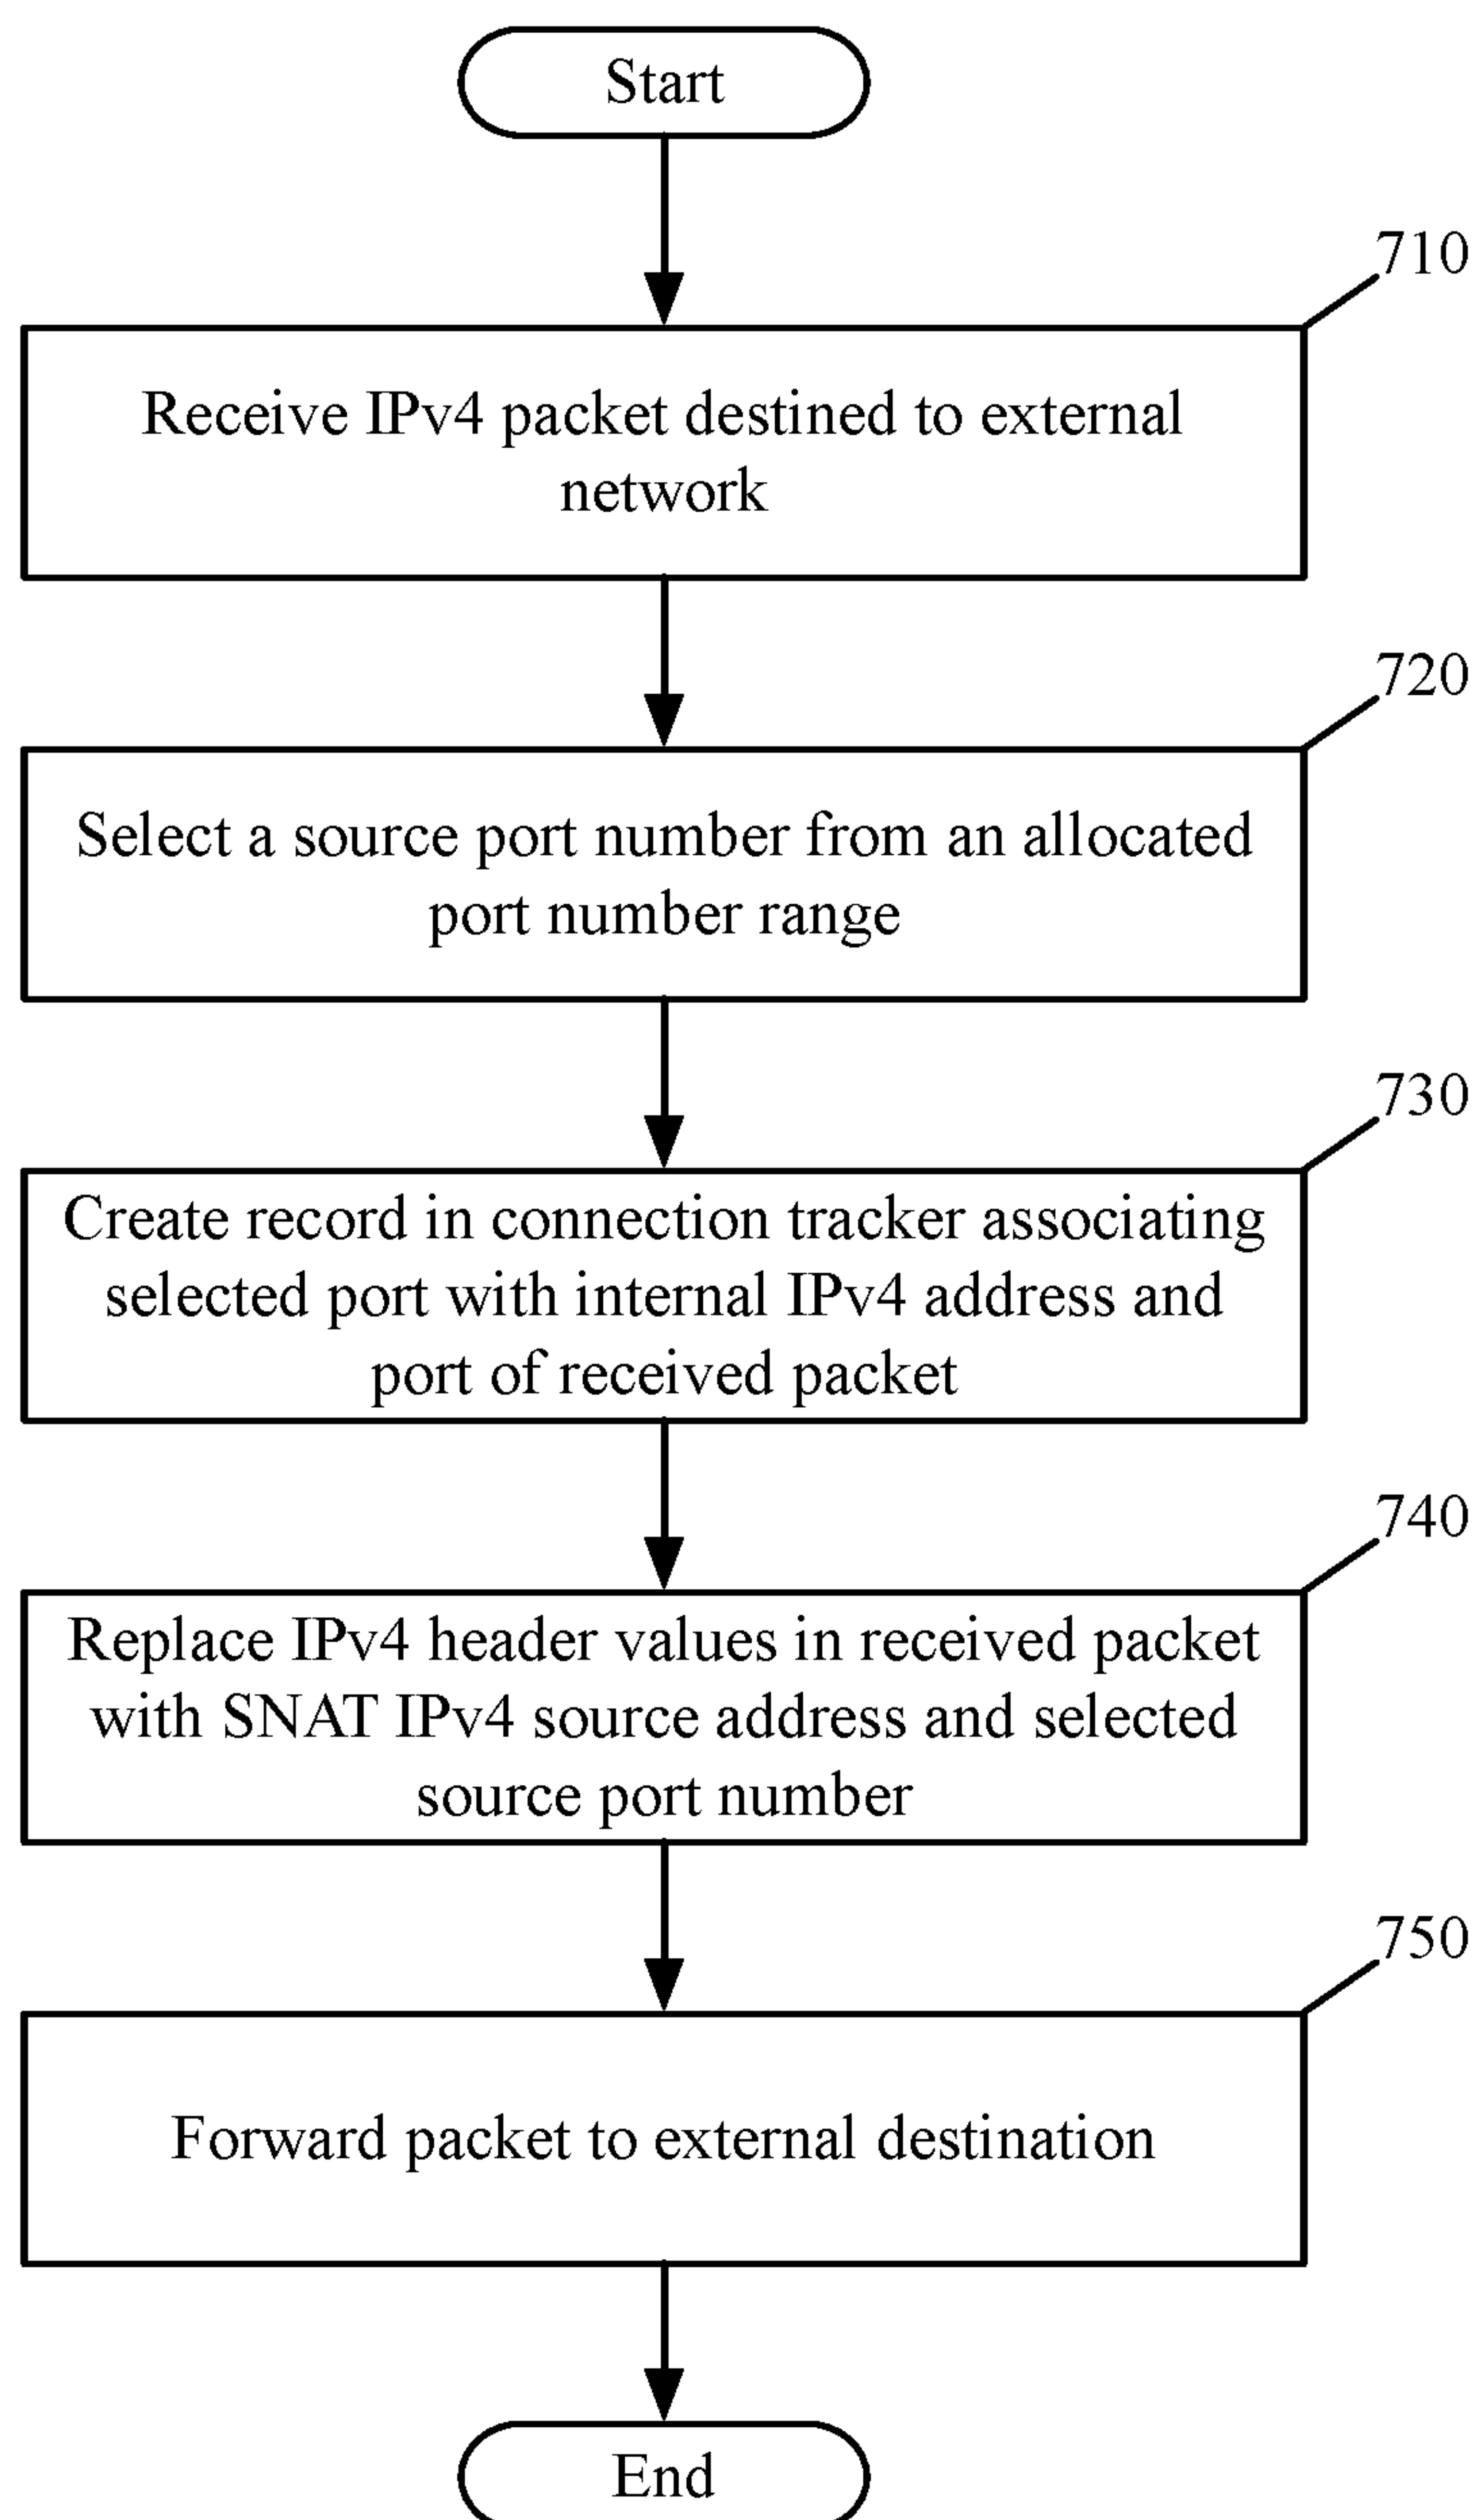 Start
710
Receive IPv4 packet destined to external
network
720
Select a source port number from an allocated
port number range
730
Create record in connection tracker associating
selected port with internal IPv4 address and
port of received packet
740
Replace IPv4 header values in received packet
with SNAT IPv4 source address and selected
source port number
750
Forward packet to external destination
End